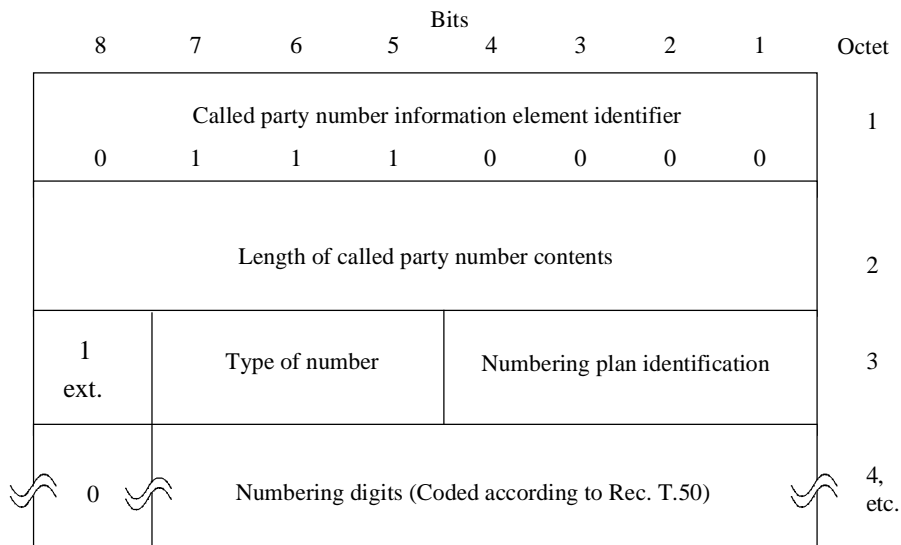 Bits
8 7 6 5 4 3 2 1 Octet
Called party number information element identifier
1
0 1 1 1 0 0 0 0
Length of called party number contents
2
1
ext.
Type of number
Numbering plan identification
3
0
Numbering digits (Coded according to Rec. T.50)
4,
etc.